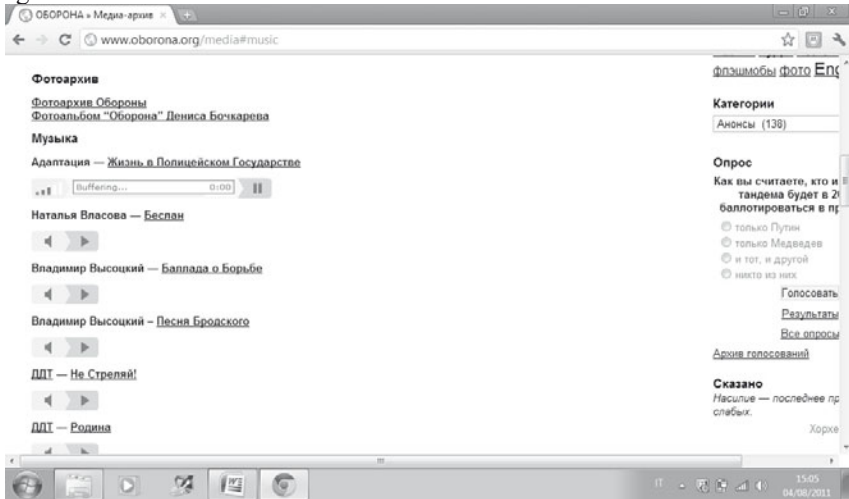 ОБОРОНА » Медиа-архив
www.oborona.org/media#music
Фотоархив
Фотоархив Обороны
Фотоальбом “Оборона” Дениса Бочкарева
Музыка
Адаптация — Жизнь в Полицейском Государстве
Buffering... 0:00
Наталья Власова — Беслан
Владимир Высоцкий — Баллада о Борьбе
Владимир Высоцкий – Песня Бродского
ДДТ — Не Стреляй!
ДДТ — Родина
флэшмобы фото Eng
Категории
Анонсы (138)
Опрос
Как вы считаете, кто и
тандема будет в 20
баллотироваться в пр
только Путин
только Медведев
и тот, и другой
никто из них
Голосовать
Результаты
Все опросы
Архив голосований
Сказано
Насилие — последнее пр
слабых.
Хорхе
IT
15:05
04/08/2011